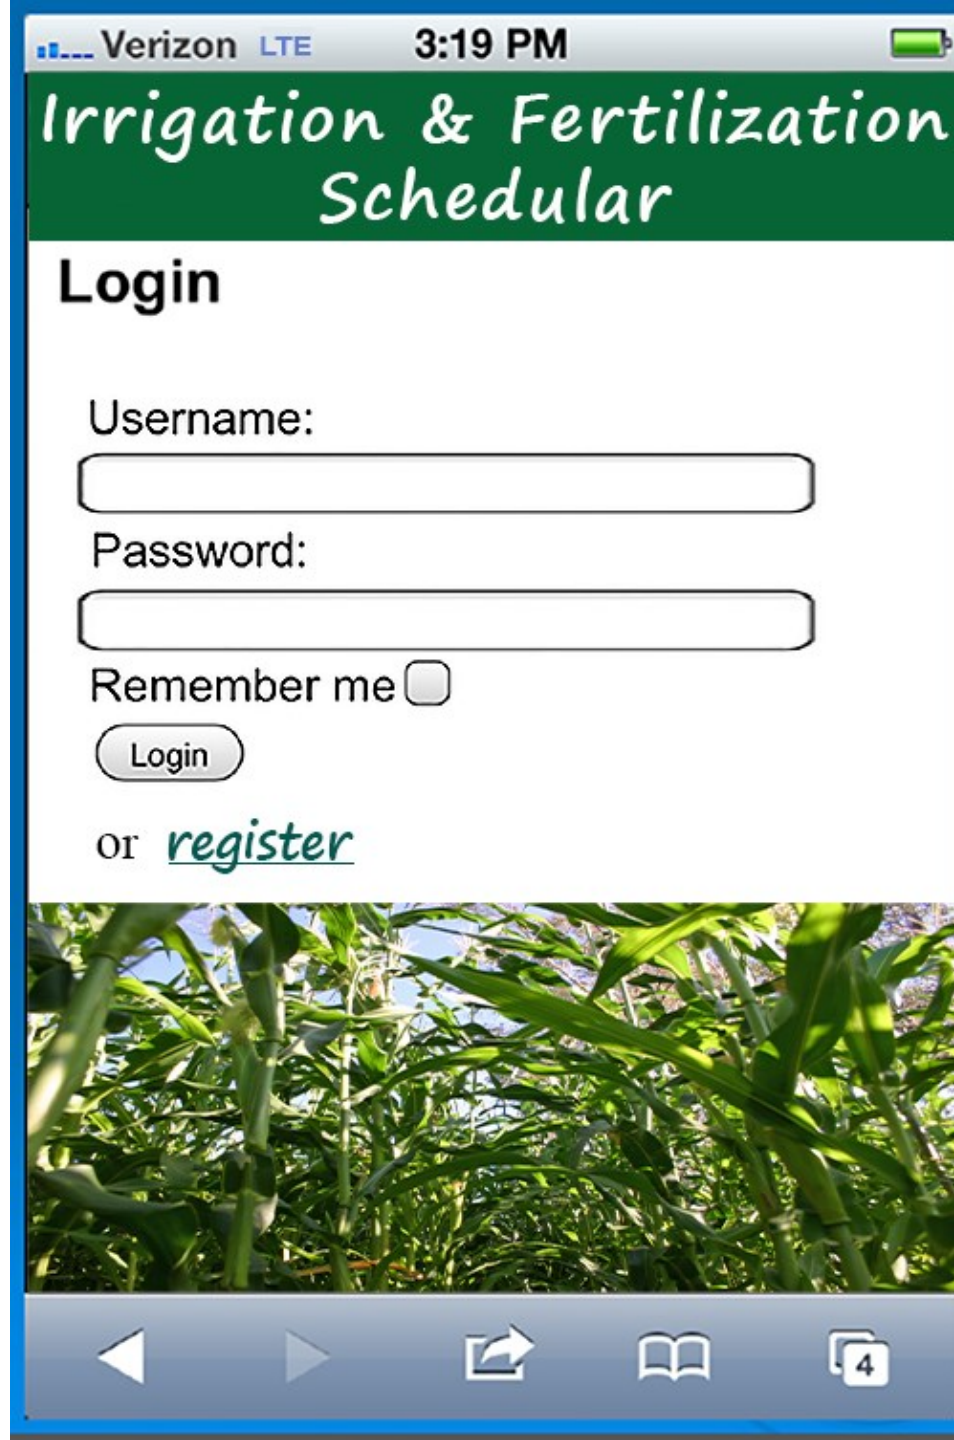 Verizon LTE 3:19 PM
Irrigation & Fertilization
Schedular
Login
Username:
Password:
Remember me
Login
or register
4